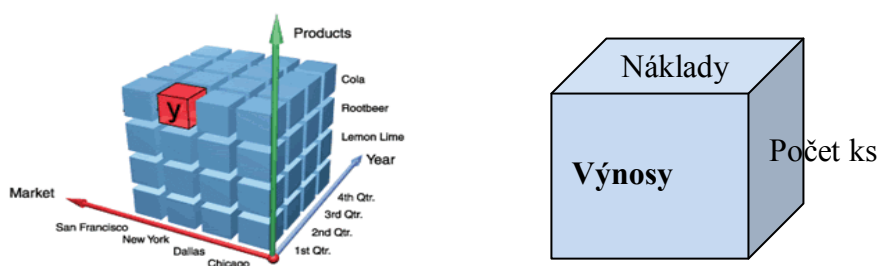 Products
Cola
Rootbeer
Lemon Lime
Year
4th Qtr.
3rd Qtr.
2nd Qtr.
1st Qtr.
Market
San Francisco
New York
Dallas
Chicago
y
Náklady
Výnosy
Počet ks